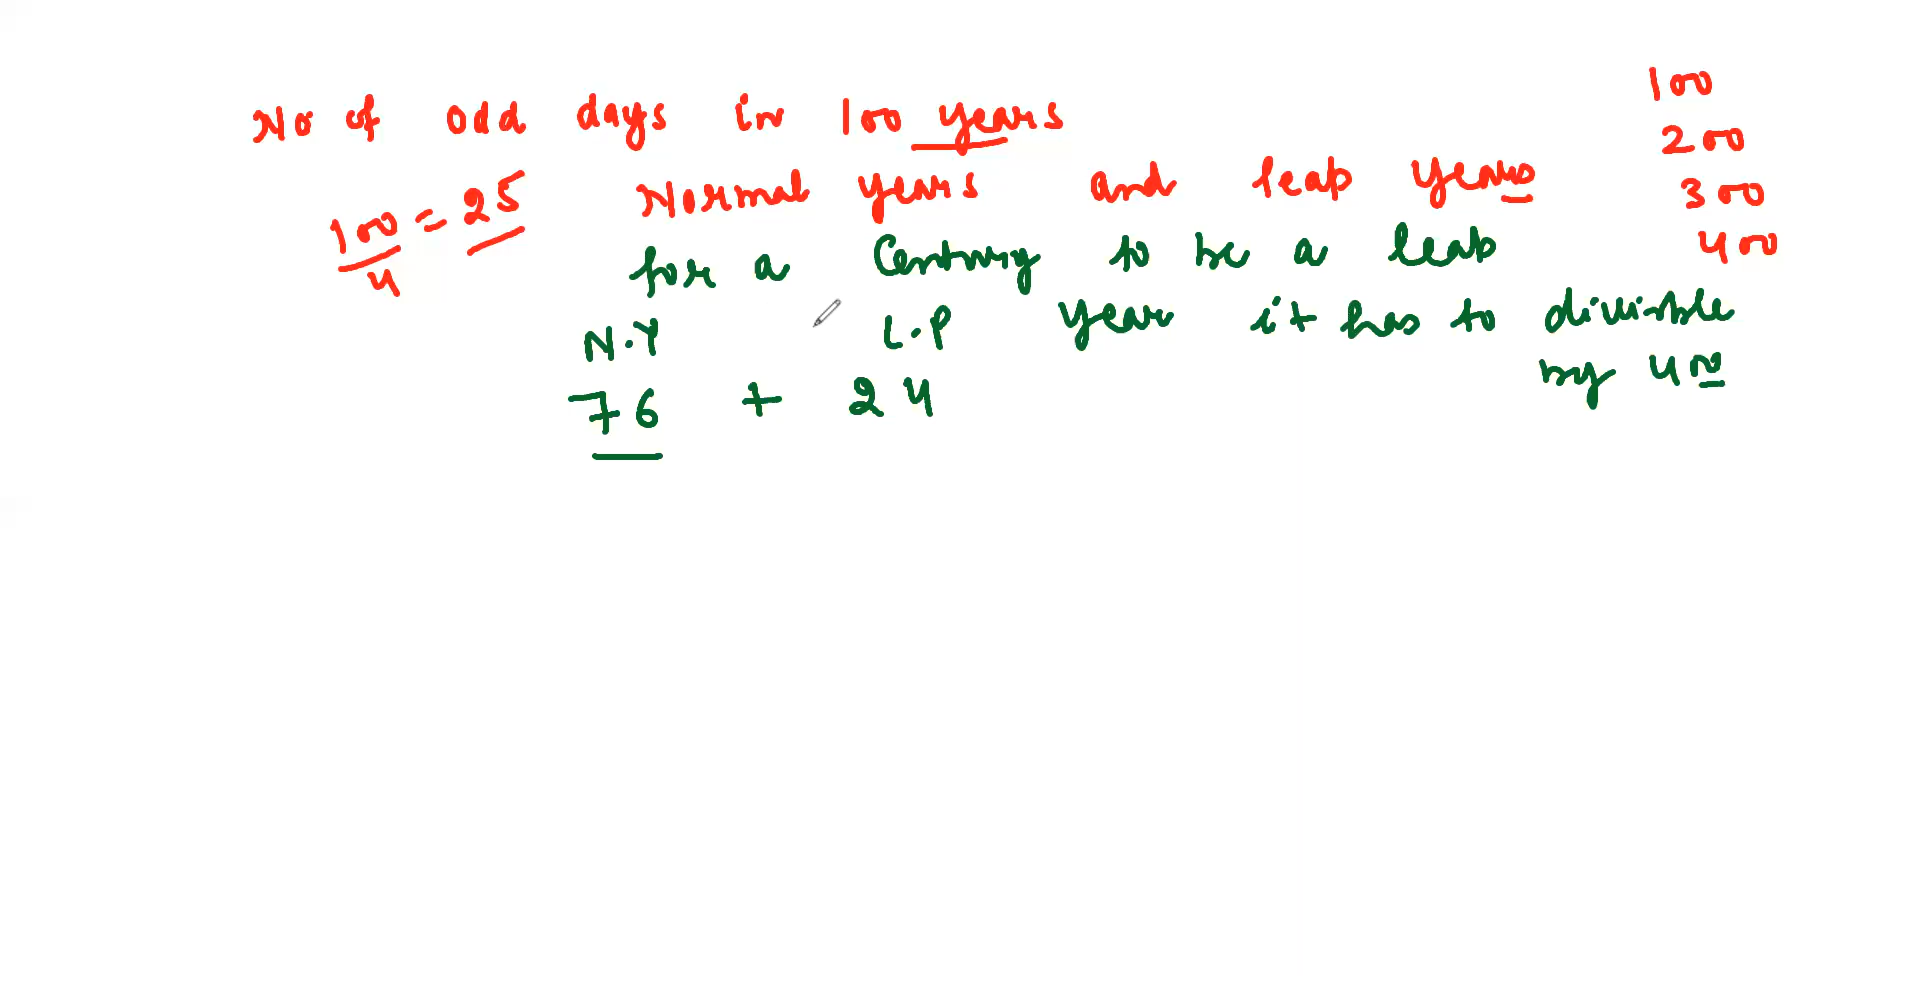 No of odd days in 100 years
100/4 = 25
Normal years and leap years
for a Century to be a leap
year it has to divisible
by 400
N.Y L.P
76 + 24
100
200
300
400